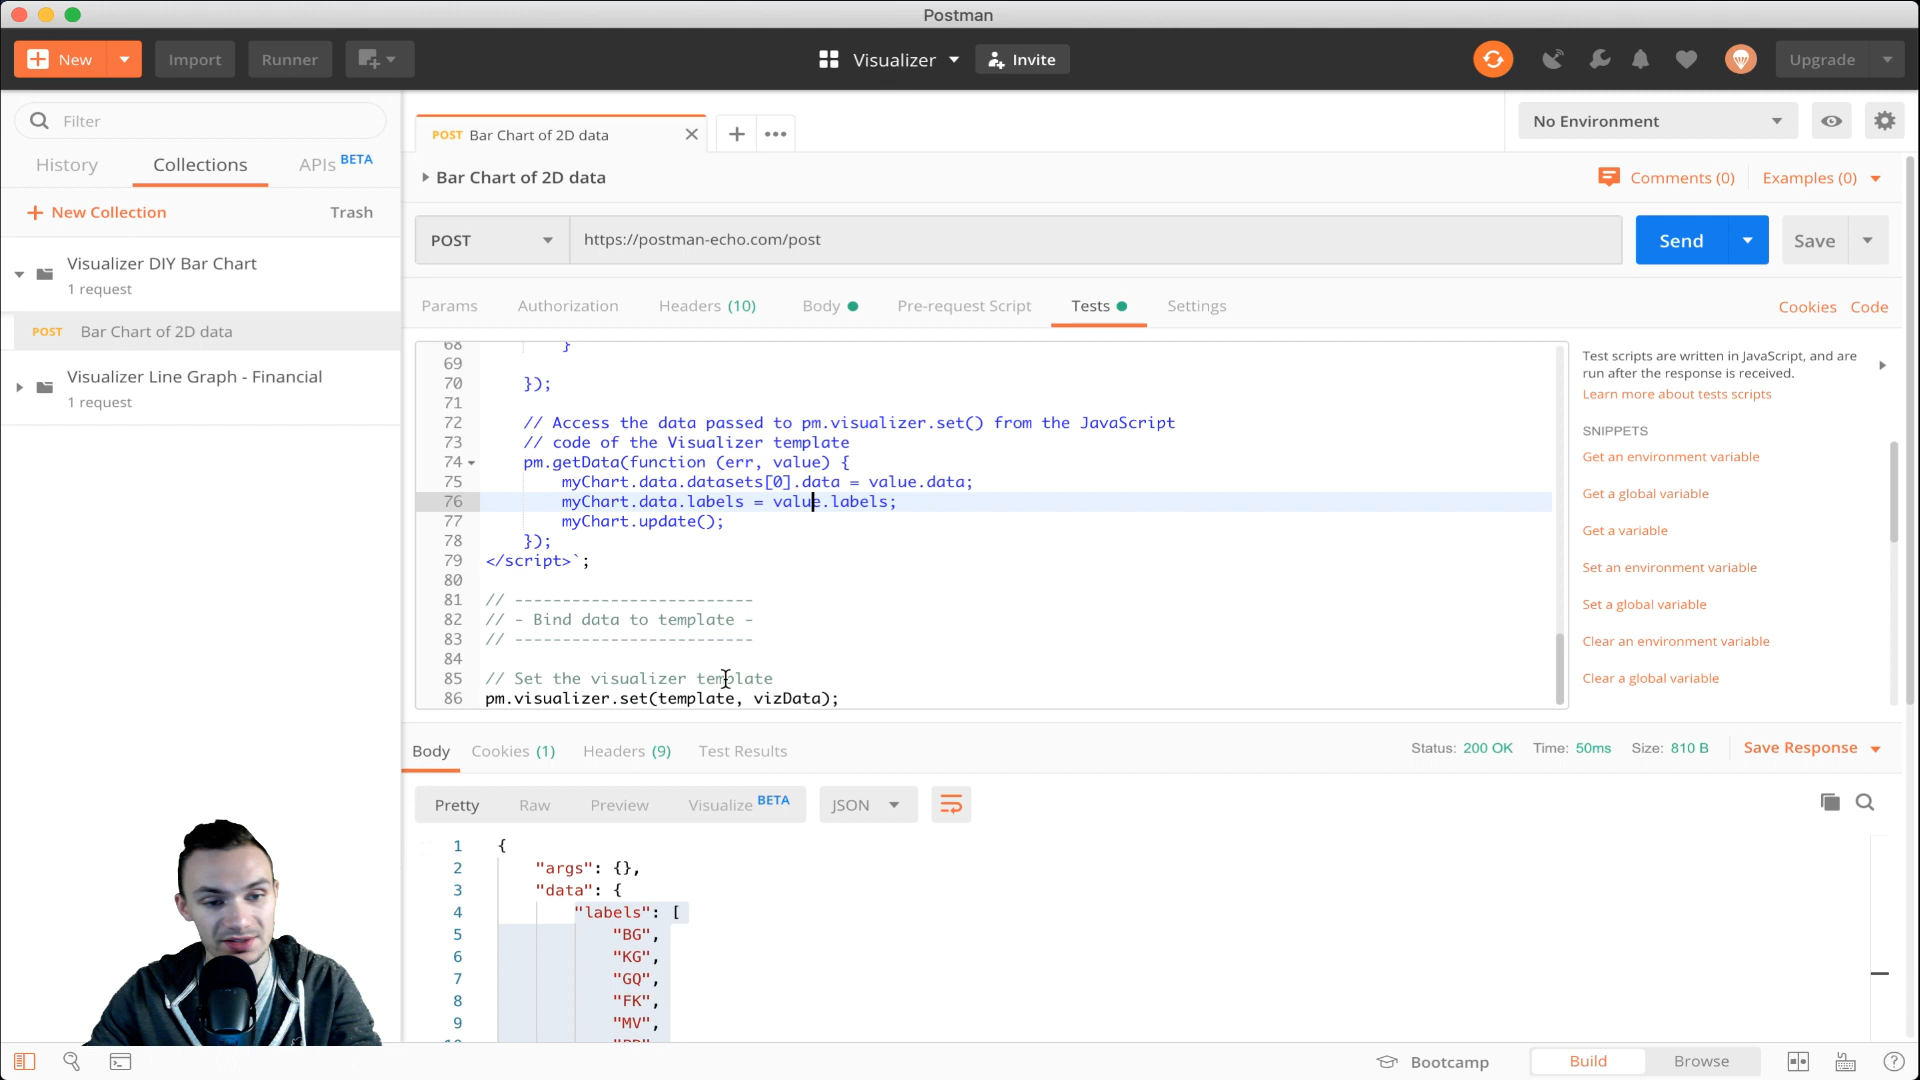 Postman
New
Import
Runner
Visualizer
Invite
Upgrade
Filter
History
Collections
APIs BETA
New Collection
Trash
Visualizer DIY Bar Chart
1 request
POST Bar Chart of 2D data
Visualizer Line Graph - Financial
1 request
POST Bar Chart of 2D data
No Environment
Bar Chart of 2D data
Comments (0)
Examples (0)
POST
https://postman-echo.com/post
Send
Save
Params
Authorization
Headers (10)
Body
Pre-request Script
Tests
Settings
Cookies
Code
68 }
69
70 });
71
72 // Access the data passed to pm.visualizer.set() from the JavaScript
73 // code of the Visualizer template
74 pm.getData(function (err, value) {
75 myChart.data.datasets[0].data = value.data;
76 myChart.data.labels = value.labels;
77 myChart.update();
78 });
79 </script>`;
80
81 // -------------------------
82 // - Bind data to template -
83 // -------------------------
84
85 // Set the visualizer template
86 pm.visualizer.set(template, vizData);
Test scripts are written in JavaScript, and are
run after the response is received.
Learn more about tests scripts
SNIPPETS
Get an environment variable
Get a global variable
Get a variable
Set an environment variable
Set a global variable
Clear an environment variable
Clear a global variable
Body
Cookies (1)
Headers (9)
Test Results
Status: 200 OK
Time: 50ms
Size: 810 B
Save Response
Pretty
Raw
Preview
Visualize BETA
JSON
1 {
2 "args": {},
3 "data": {
4 "labels": [
5 "BG",
6 "KG",
7 "GQ",
8 "FK",
9 "MV",
Bootcamp
Build
Browse